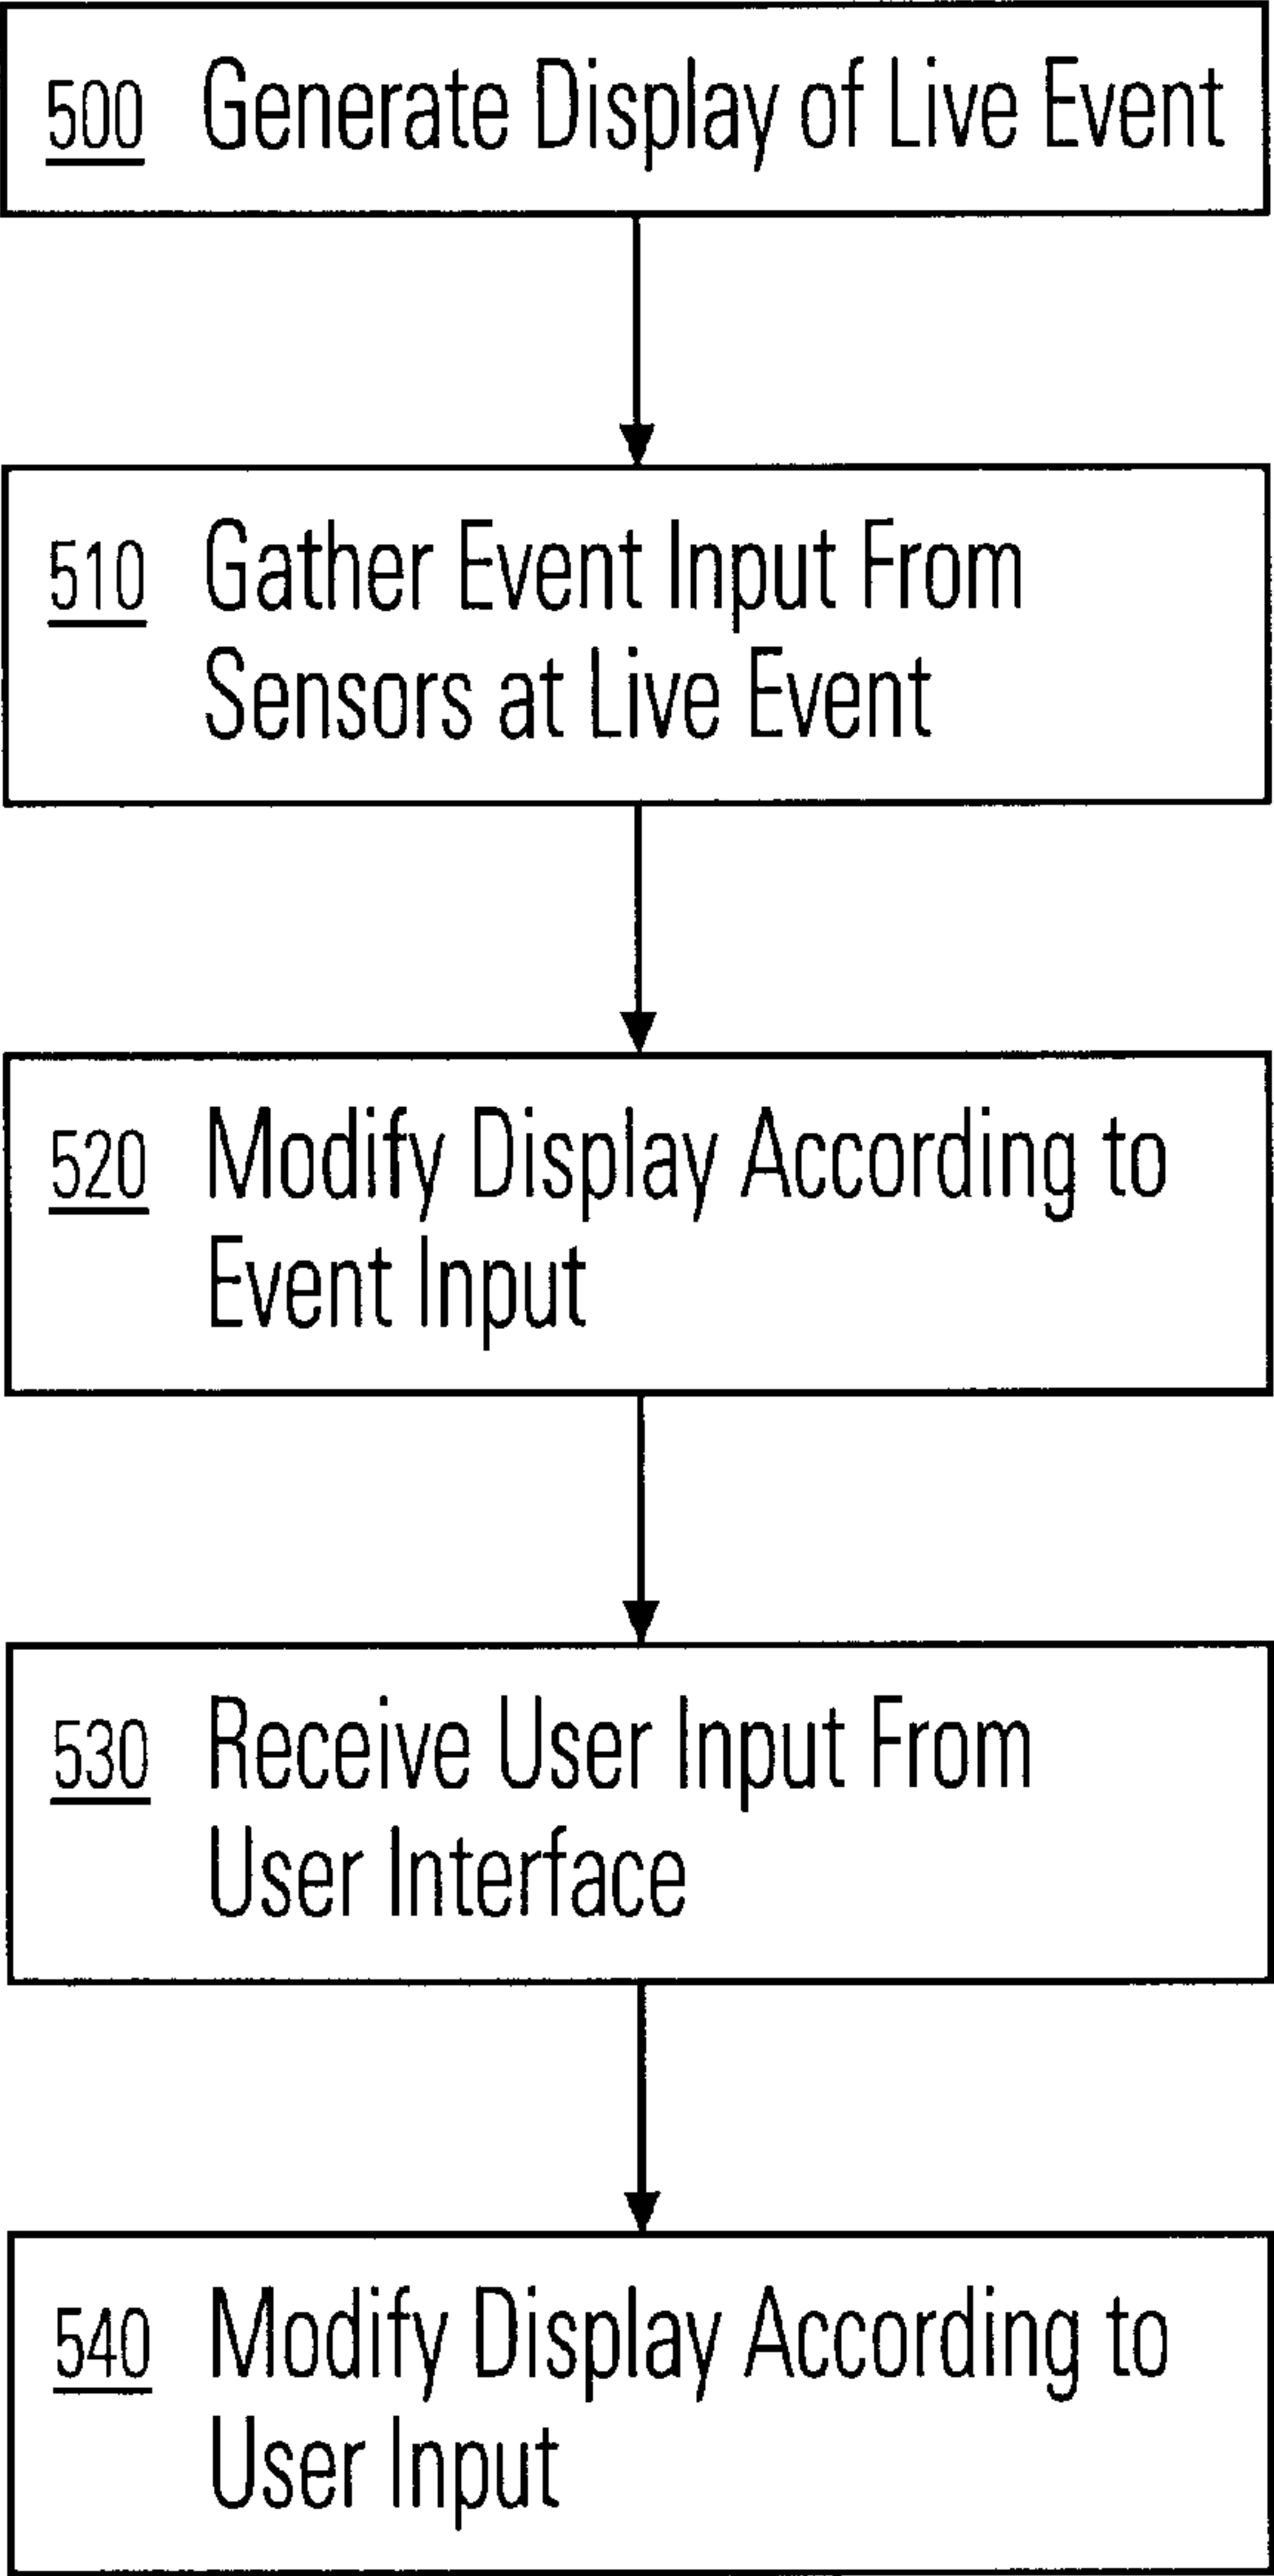 500 Generate Display of Live Event
510 Gather Event Input From
Sensors at Live Event
520 Modify Display According to
Event Input
530 Receive User Input From
User Interface
540 Modify Display According to
User Input